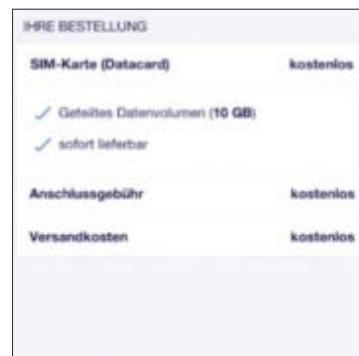 IHRE BESTELLUNG
SIM-Karte (Datacard) kostenlos
Geteiltes Datenvolumen (10 GB)
sofort lieferbar
Anschlussgebühr kostenlos
Versandkosten kostenlos